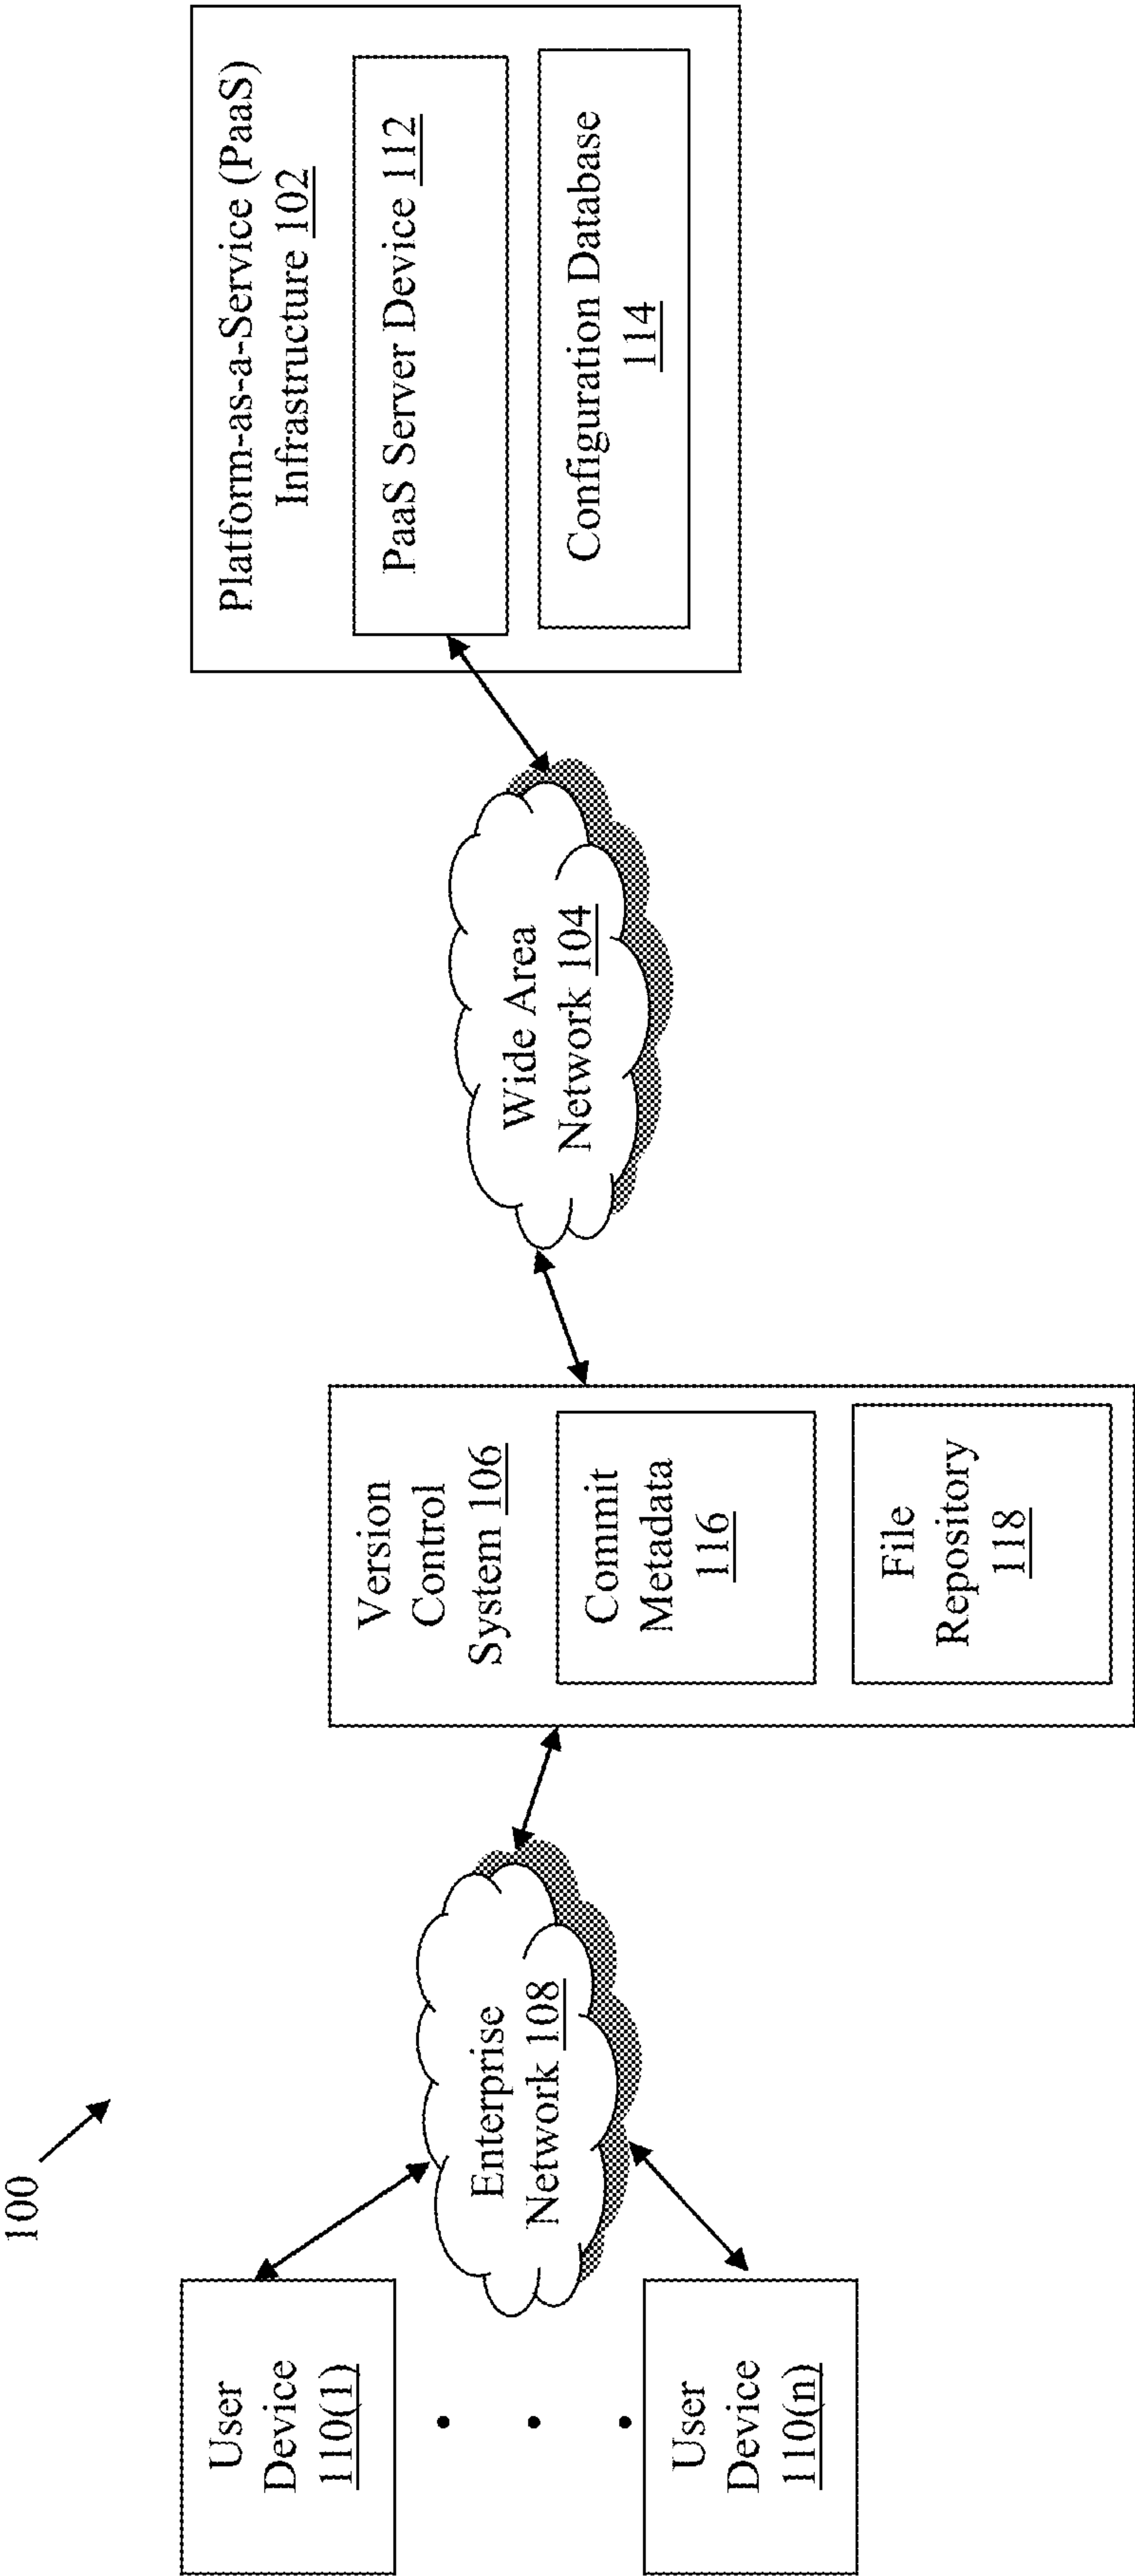 100
User
Device
110(1)
User
Device
110(n)
Enterprise
Network 108
Version
Control
System 106
Commit
Metadata
116
File
Repository
118
Wide Area
Network 104
Platform-as-a-Service (PaaS)
Infrastructure 102
PaaS Server Device 112
Configuration Database
114